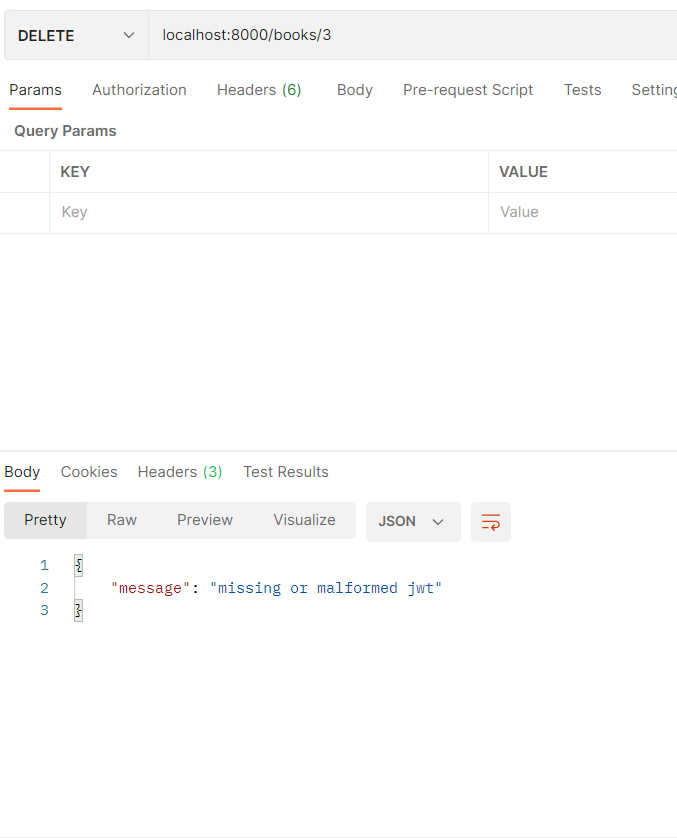 DELETE localhost:8000/books/3
Params Authorization Headers (6) Body Pre-request Script Tests Setting
Query Params
KEY VALUE
Key Value
Body Cookies Headers (3) Test Results
Pretty Raw Preview Visualize JSON
1 {
2 "message": "missing or malformed jwt"
3 }